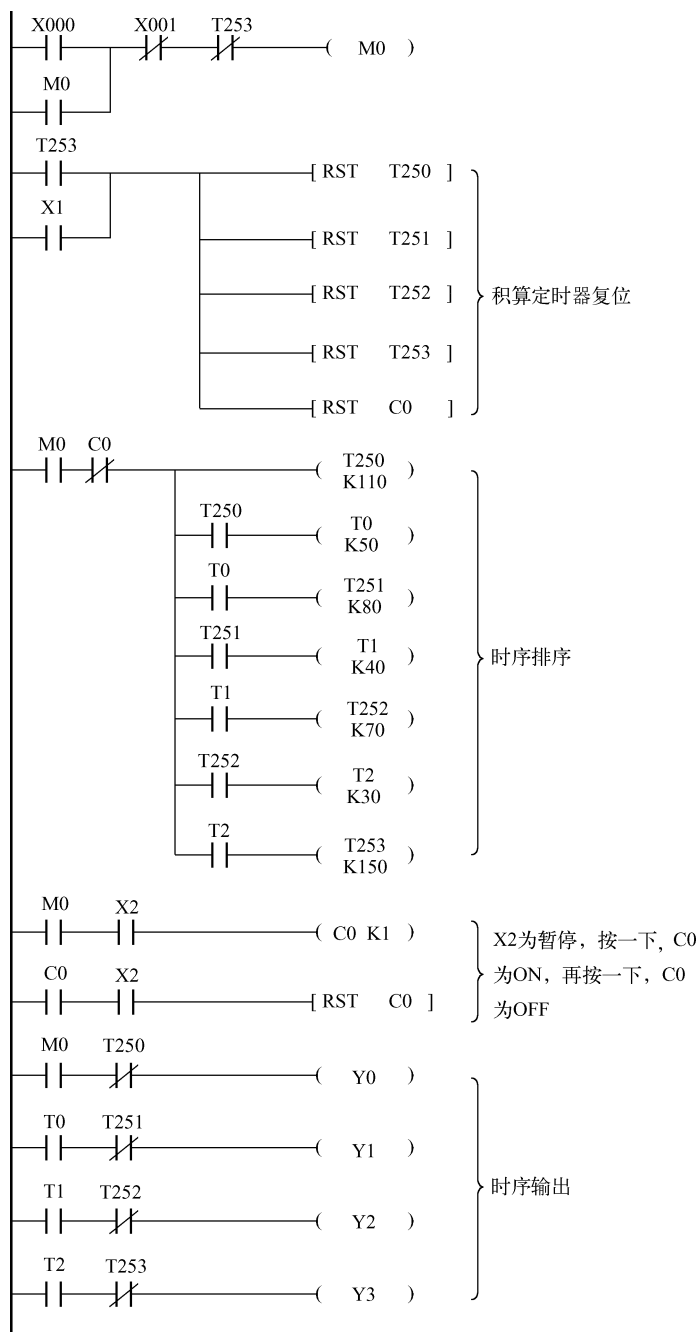 X000 X001 T253
( M0 )
M0
T253
[ RST T250 ]
X1
[ RST T251 ]
[ RST T252 ]
积算定时器复位
[ RST T253 ]
[ RST C0 ]
M0 C0
( T250 K110 )
T250
( T0 K50 )
T0
( T251 K80 )
T251
( T1 K40 )
时序排序
T1
( T252 K70 )
T252
( T2 K30 )
T2
( T253 K150 )
M0 X2
( C0 K1 )
X2为暂停，按一下, C0
为ON，再按一下，C0
为OFF
C0 X2
[ RST C0 ]
M0 T250
( Y0 )
T0 T251
( Y1 )
T1 T252
( Y2 )
时序输出
T2 T253
( Y3 )